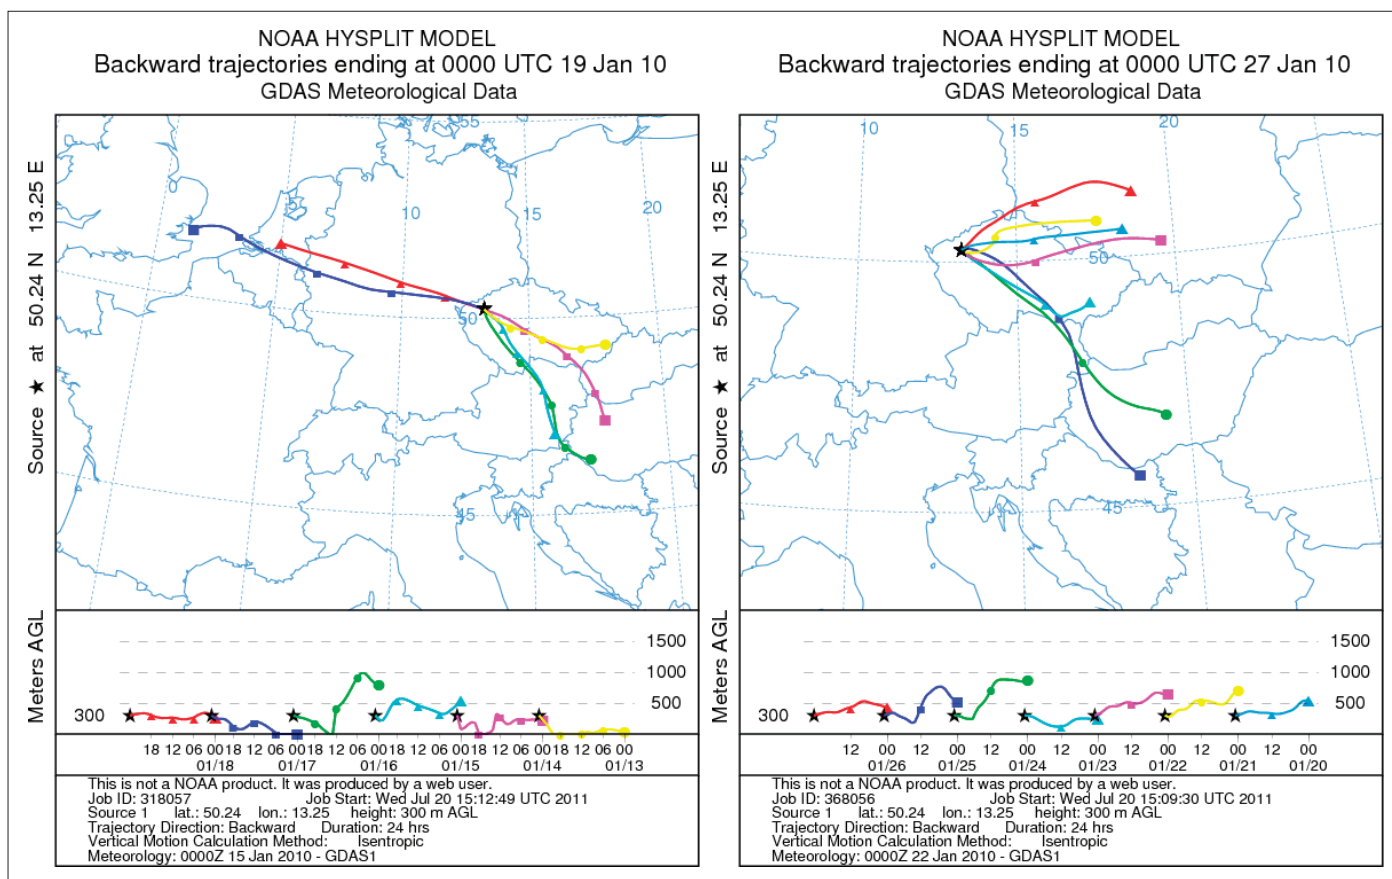 NOAA HYSPLIT MODEL
Backward trajectories ending at 0000 UTC 19 Jan 10
GDAS Meteorological Data
Source ★ at 50.24 N 13.25 E
55
0
5
10
15
20
50
45
Meters AGL
1500
1000
500
300
18 12 06 00 18 12 06 00 18 12 06 00 18 12 06 00 18 12 06 00 18 12 06 00
01/18 01/17 01/16 01/15 01/14 01/13
This is not a NOAA product. It was produced by a web user.
Job ID: 318057 Job Start: Wed Jul 20 15:12:49 UTC 2011
Source 1 lat.: 50.24 lon.: 13.25 height: 300 m AGL
Trajectory Direction: Backward Duration: 24 hrs
Vertical Motion Calculation Method: Isentropic
Meteorology: 0000Z 15 Jan 2010 - GDAS1
NOAA HYSPLIT MODEL
Backward trajectories ending at 0000 UTC 27 Jan 10
GDAS Meteorological Data
Source ★ at 50.24 N 13.25 E
10
15
20
50
45
Meters AGL
1500
1000
500
300
12 00 12 00 12 00 12 00 12 00 12 00 12 00
01/26 01/25 01/24 01/23 01/22 01/21 01/20
This is not a NOAA product. It was produced by a web user.
Job ID: 368056 Job Start: Wed Jul 20 15:09:30 UTC 2011
Source 1 lat.: 50.24 lon.: 13.25 height: 300 m AGL
Trajectory Direction: Backward Duration: 24 hrs
Vertical Motion Calculation Method: Isentropic
Meteorology: 0000Z 22 Jan 2010 - GDAS1